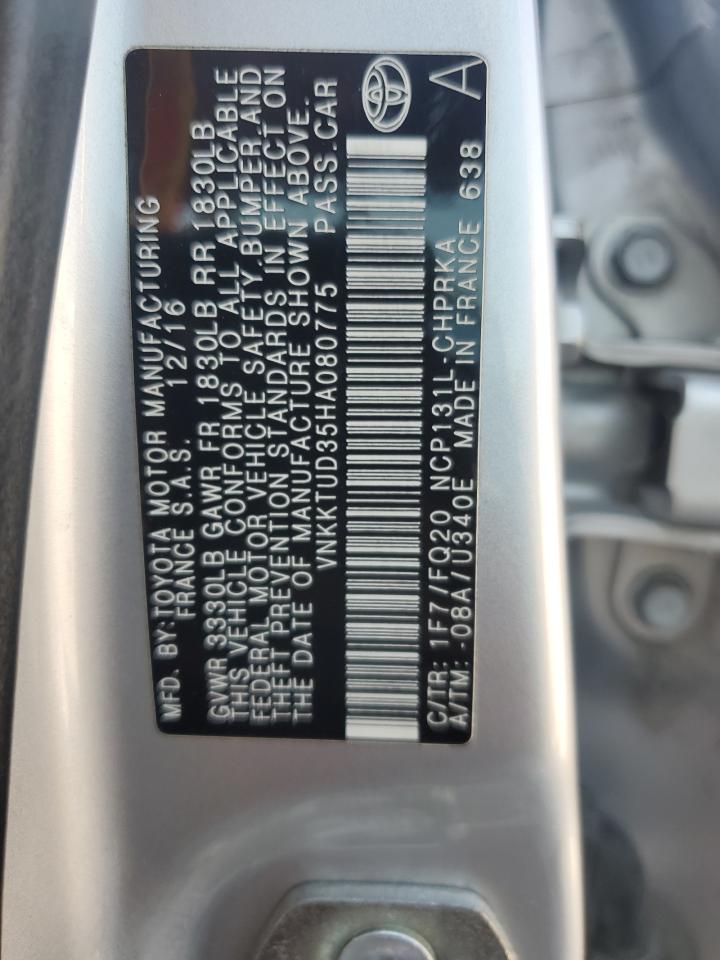 MFD. BY: TOYOTA MOTOR MANUFACTURING
FRANCE S.A.S. 12/16
GVWR 3330LB GAWR FR 1830LB RR 1830LB
THIS VEHICLE CONFORMS TO ALL APPLICABLE
FEDERAL MOTOR VEHICLE SAFETY, BUMPER, AND
THEFT PREVENTION STANDARDS IN EFFECT ON
THE DATE OF MANUFACTURE SHOWN ABOVE.
VNKKTUD35HA080775 PASS.CAR
C/TR: 1F7/FQ20 NCP131L-CHPRKA
A/TM: 08A/U340E MADE IN FRANCE 638
A